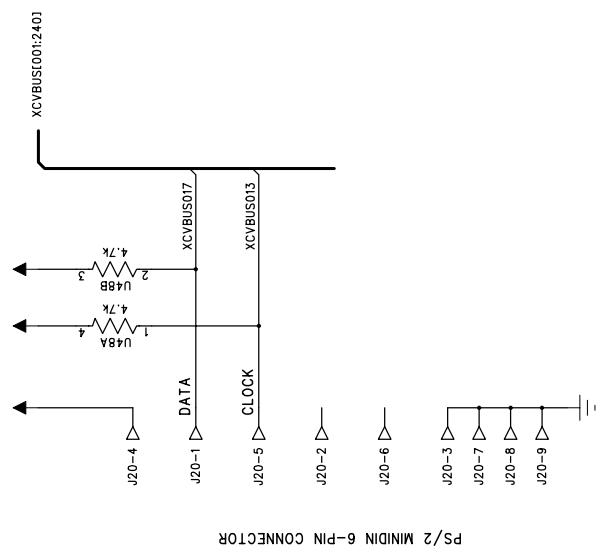 XCVBUS[001:240]
XCVBUS017
XCVBUS013
4.7k
3
2
U48B
4.7k
4
1
U48A
DATA
CLOCK
J20-4
J20-1
J20-5
J20-2
J20-6
J20-3
J20-7
J20-8
J20-9
PS/2 MINIDIN 6-PIN CONNECTOR